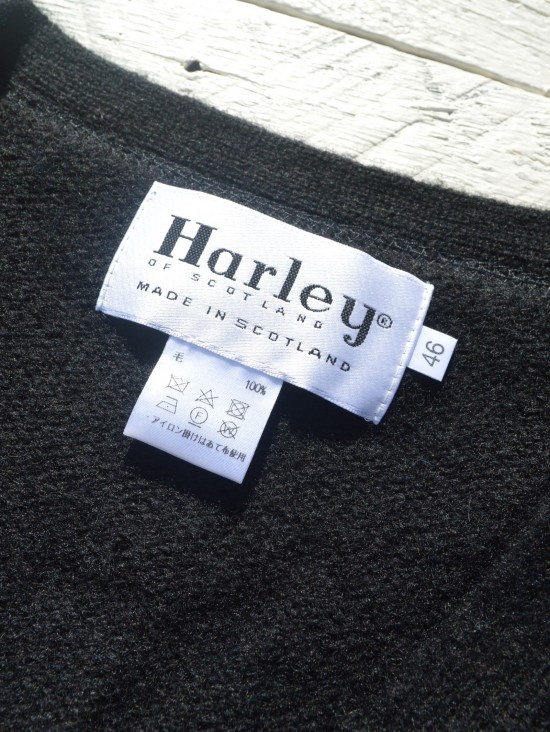 Harley®
OF SCOTLAND
MADE IN SCOTLAND
46
毛 100%
F W
・アイロン掛けはあて布使用